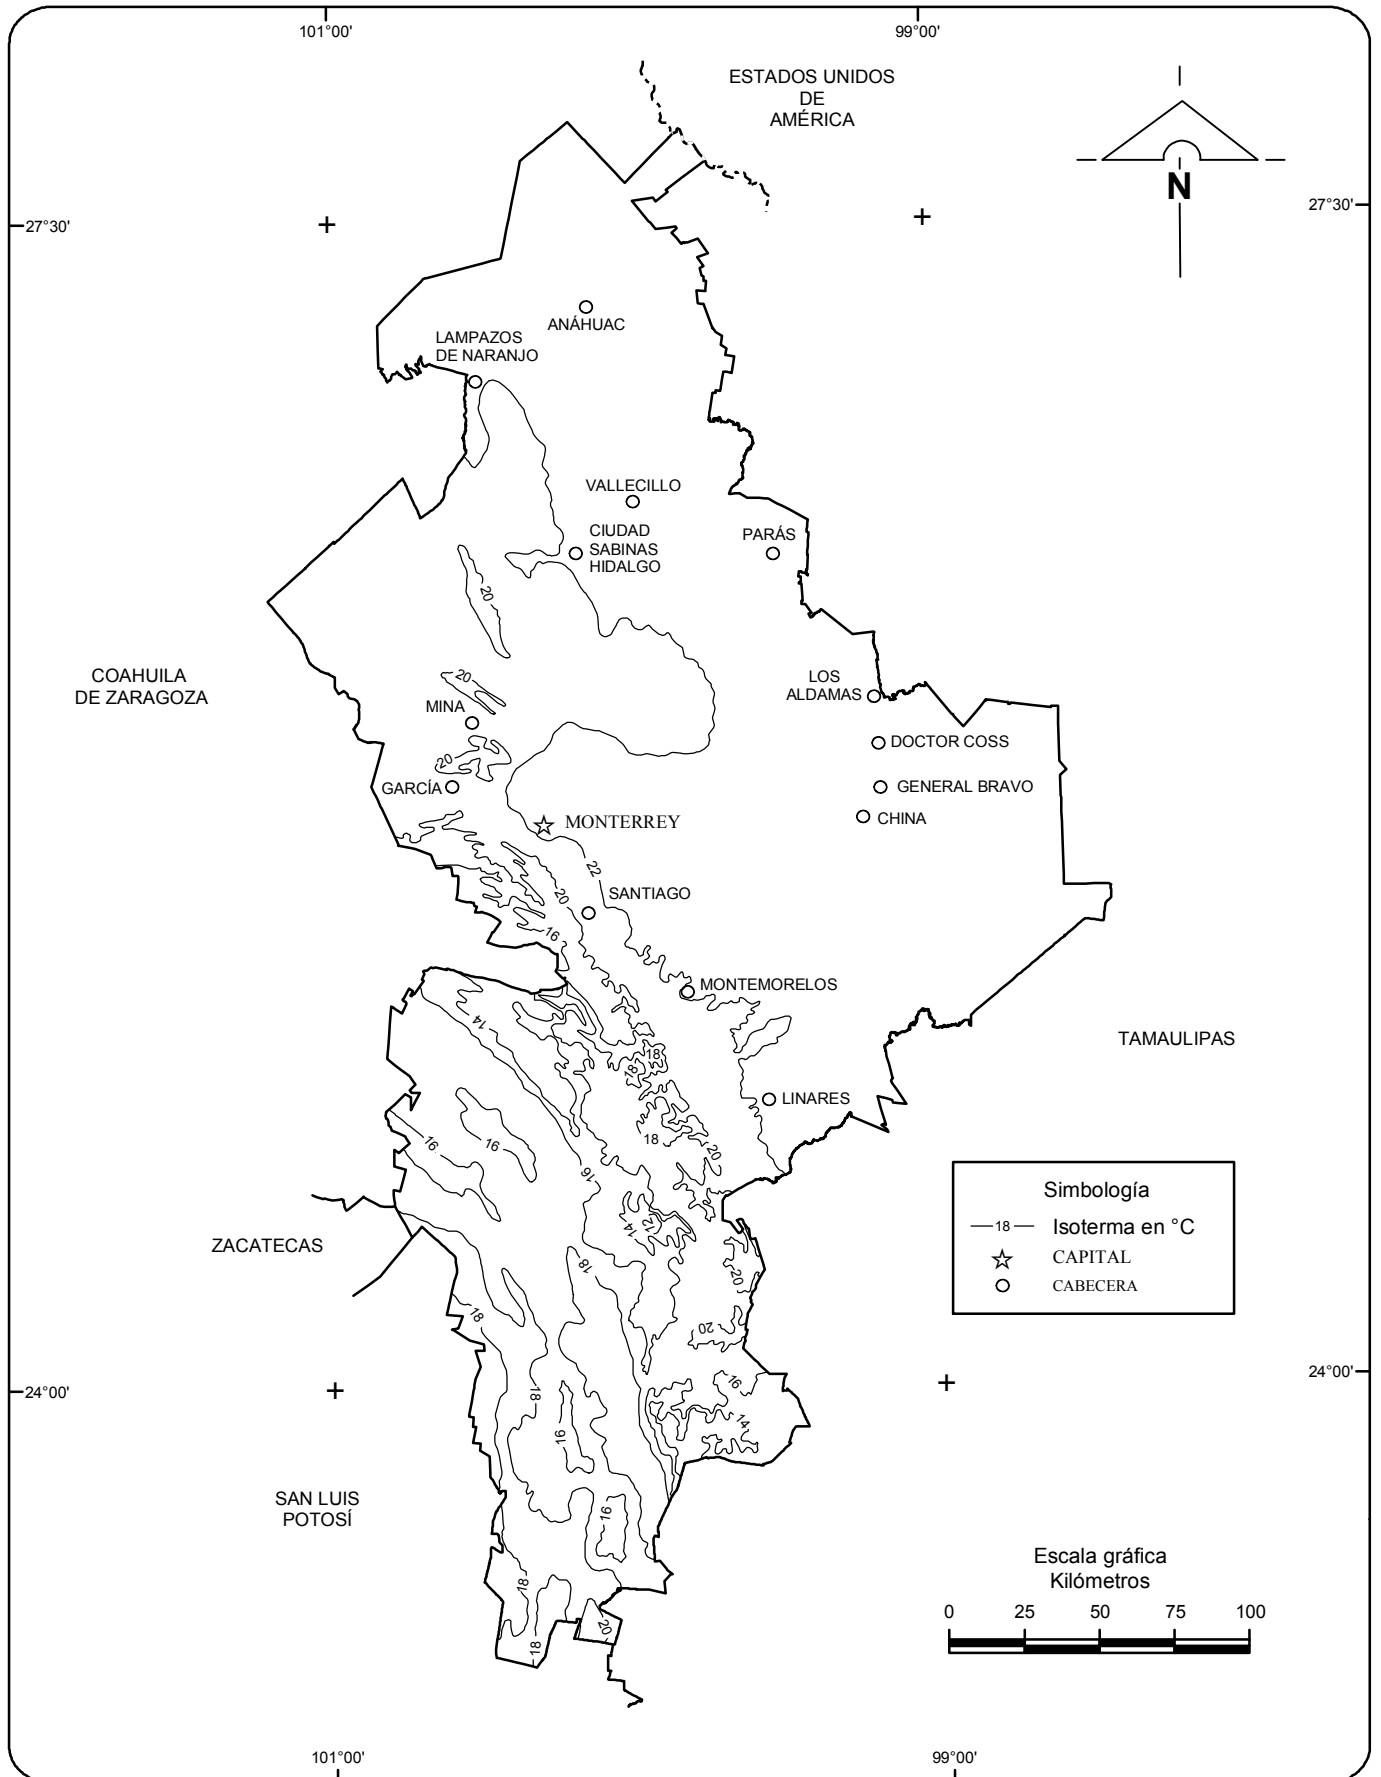 101°00'
99°00'
ESTADOS UNIDOS
DE
AMÉRICA
N
27°30'
27°30'
ANÁHUAC
LAMPAZOS
DE NARANJO
VALLECILLO
CIUDAD
SABINAS
HIDALGO
PARÁS
20
COAHUILA
DE ZARAGOZA
20
LOS
ALDAMAS
MINA
DOCTOR COSS
20
GARCÍA
GENERAL BRAVO
CHINA
MONTERREY
22
20
SANTIAGO
16
MONTEMORELOS
14
TAMAULIPAS
18
18
LINARES
16
16
18
20
16
Simbología
18
Isoterma en °C
CAPITAL
CABECERA
ZACATECAS
14
12
18
20
18
20
16
24°00'
24°00'
18
14
16
SAN LUIS
POTOSÍ
16
Escala gráfica
Kilómetros
0 25 50 75 100
18
20
18
101°00'
99°00'